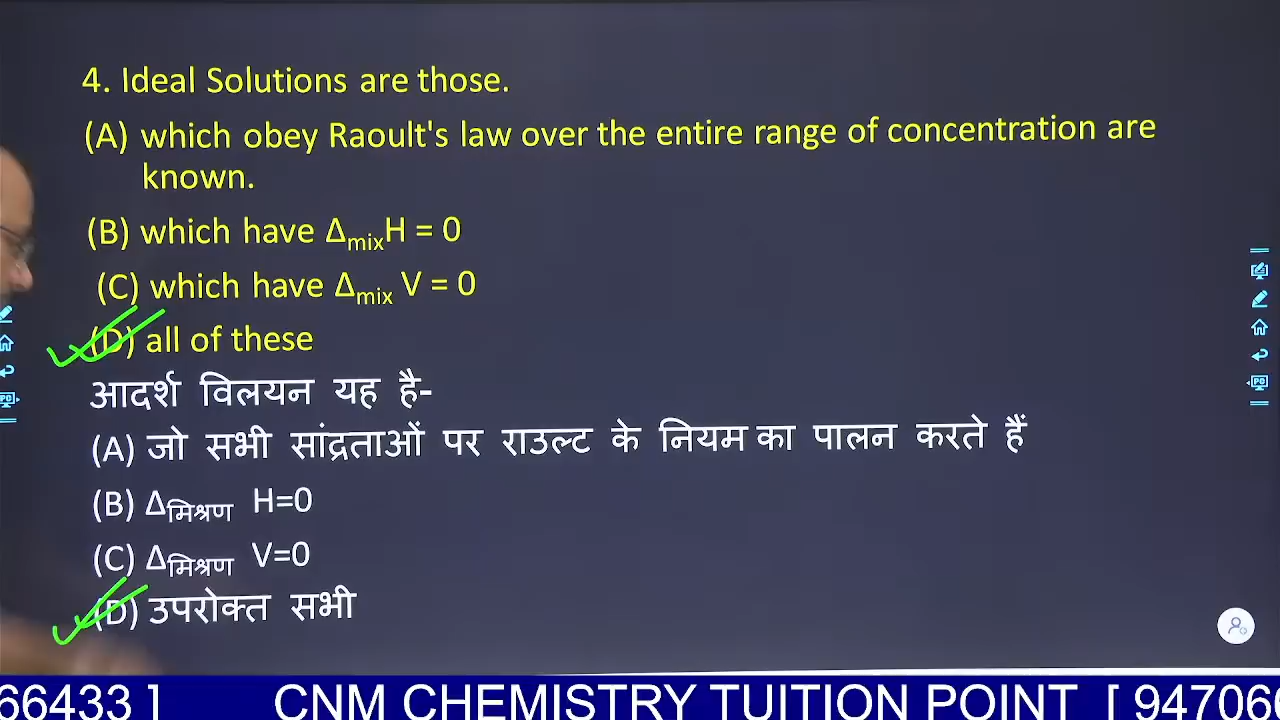 4. Ideal Solutions are those.
(A) which obey Raoult's law over the entire range of concentration are
known.
(B) which have ΔmixH = 0
(C) which have Δmix V = 0
(D) all of these
आदर्श विलयन यह है-
(A) जो सभी सांद्रताओं पर राउल्ट के नियम का पालन करते हैं
(B) Δमिश्रण H=0
(C) Δमिश्रण V=0
(D) उपरोक्त सभी
66433 ] CNM CHEMISTRY TUITION POINT [ 94706